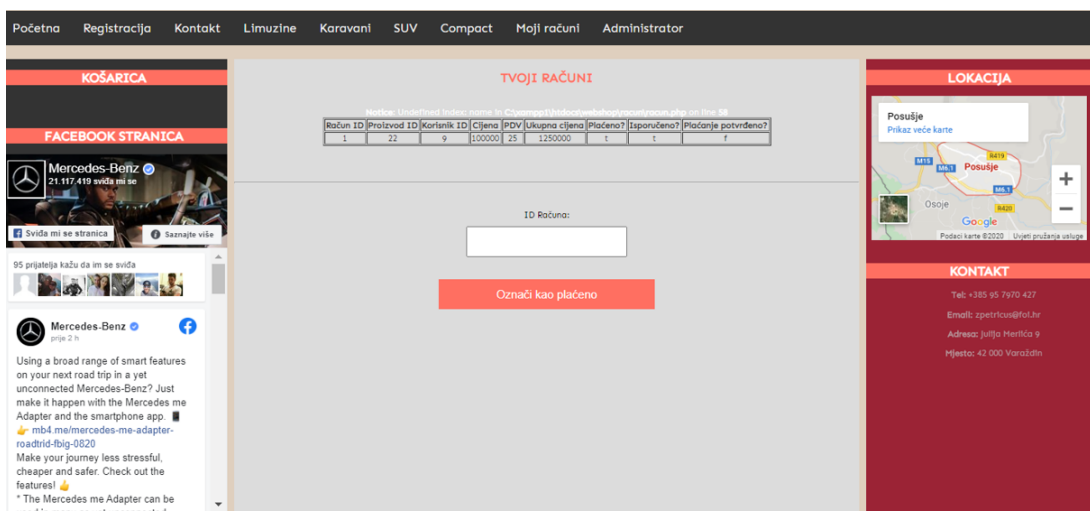 Početna Registracija Kontakt Limuzine Karavani SUV Compact Moji računi Administrator
KOŠARICA
FACEBOOK STRANICA
Mercedes-Benz
21.117.419 sviđa mi se
Sviđa mi se stranica Saznajte više
95 prijatelja kažu da im se sviđa
Mercedes-Benz
prije 2 h
Using a broad range of smart features
on your next road trip in a yet
unconnected Mercedes-Benz? Just
make it happen with the Mercedes me
Adapter and the smartphone app.
mb4.me/mercedes-me-adapter-
roadtrid-fbig-0820
Make your journey less stressful,
cheaper and safer. Check out the
features!
* The Mercedes me Adapter can be
TVOJI RAČUNI
Notice: Undefined index: name in C:\xampp1\htdocs\webshop\racuni\racun.php on line 58
Račun ID Proizvod ID Korisnik ID Cijena PDV Ukupna cijena Plaćeno? Isporučeno? Plaćanje potvrđeno?
1 22 9 100000 25 1250000 t t f
ID Računa:
Označi kao plaćeno
LOKACIJA
Posušje
Prikaz veće karte
R419
M15 M6.1 Posušje
M6.1
Osoje R420
Google
Podaci karte ©2020 Uvjeti pružanja usluge
KONTAKT
Tel: +385 95 7970 427
Email: zpetricus@foi.hr
Adresa: Julija Merlića 9
Mjesto: 42 000 Varaždin